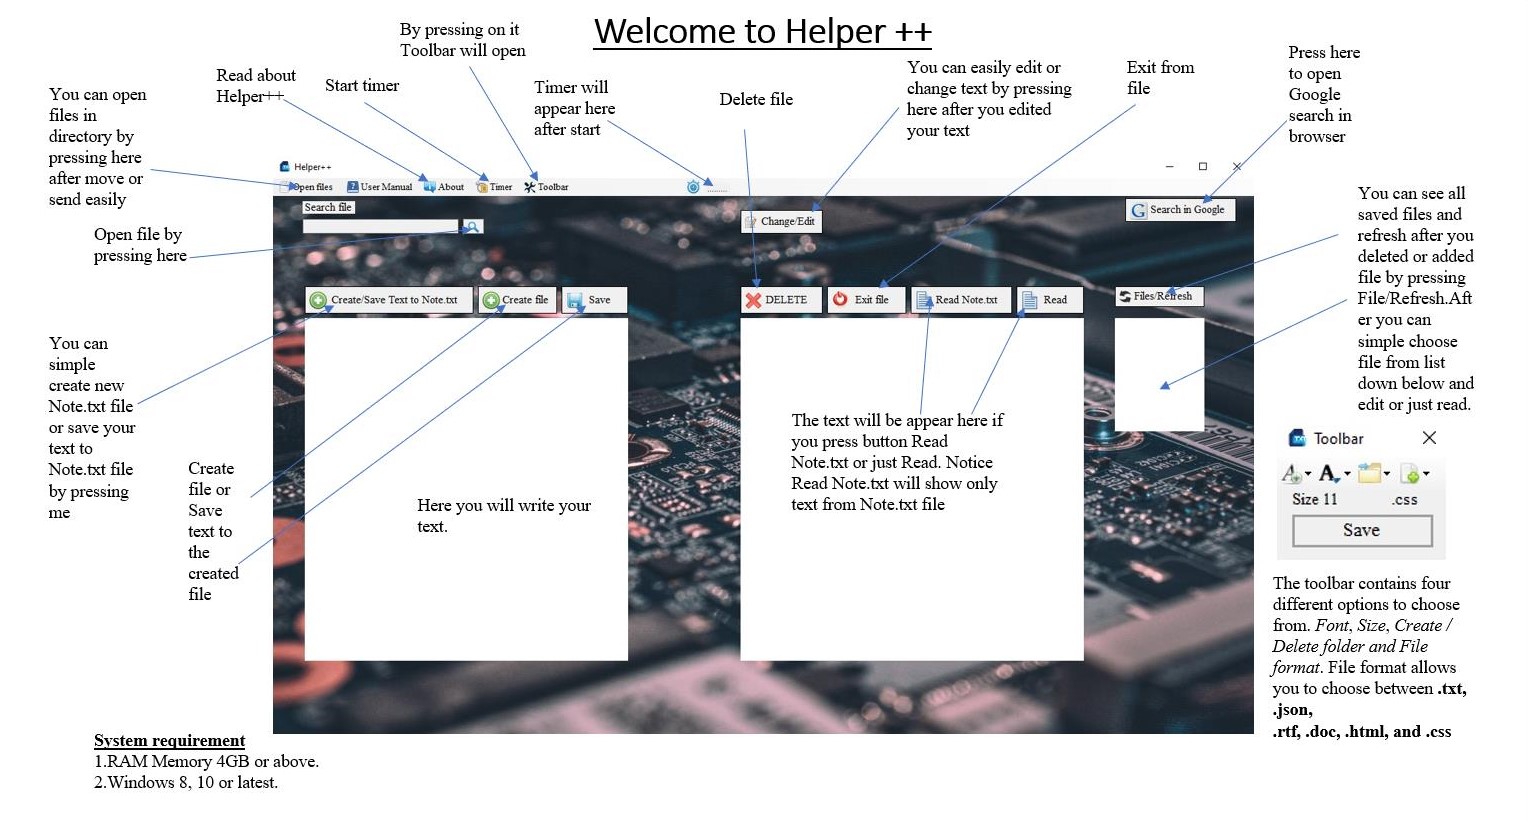 Welcome to Helper ++
By pressing on it
Toolbar will open
Read about
Helper++
Start timer
Timer will
appear here
after start
Delete file
You can easily edit or
change text by pressing
here after you edited
your text
Exit from
file
Press here
to open
Google
search in
browser
You can open
files in
directory by
pressing here
after move or
send easily
Open file by
pressing here
Helper++
Open files
User Manual
About
Timer
Toolbar
.........
Search file
Change/Edit
Search in Google
Create/Save Text to Note.txt
Create file
Save
DELETE
Exit file
Read Note.txt
Read
Files/Refresh
You can see all
saved files and
refresh after you
deleted or added
file by pressing
File/Refresh.Aft
er you can
simple choose
file from list
down below and
edit or just read.
You can
simple
create new
Note.txt file
or save your
text to
Note.txt file
by pressing
me
Create
file or
Save
text to
the
created
file
Here you will write your
text.
The text will be appear here if
you press button Read
Note.txt or just Read. Notice
Read Note.txt will show only
text from Note.txt file
Toolbar
Size 11
.css
Save
The toolbar contains four
different options to choose
from. Font, Size, Create /
Delete folder and File
format. File format allows
you to choose between .txt,
.json,
.rtf, .doc, .html, and .css
System requirement
1.RAM Memory 4GB or above.
2.Windows 8, 10 or latest.